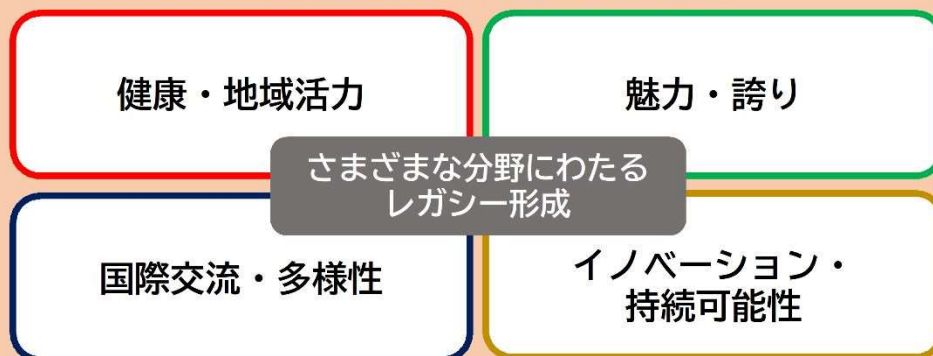 健康・地域活力
魅力・誇り
さまざまな分野にわたる
レガシー形成
国際交流・多様性
イノベーション・
持続可能性